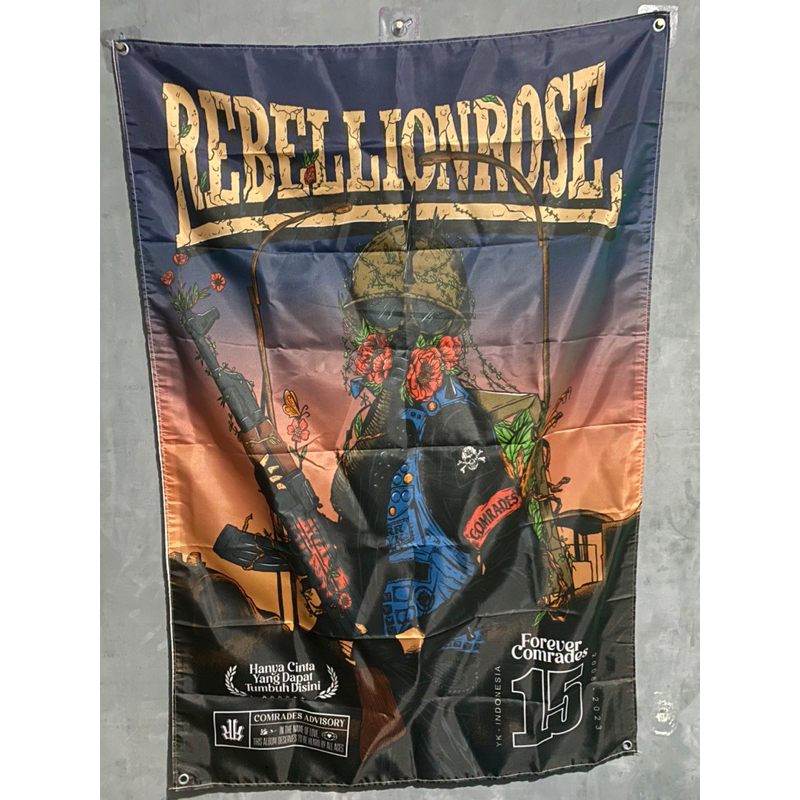 REBELLIONROSE
COMRADES
Hanya Cinta
Yang Dapat
Tumbuh Disini
COMRADES ADVISORY
IN THE NAME OF LOVE
THIS ALBUM DESERVES TO BE HEARD BY ALL AGES
Forever
Comrades
15
YK - INDONESIA
2023